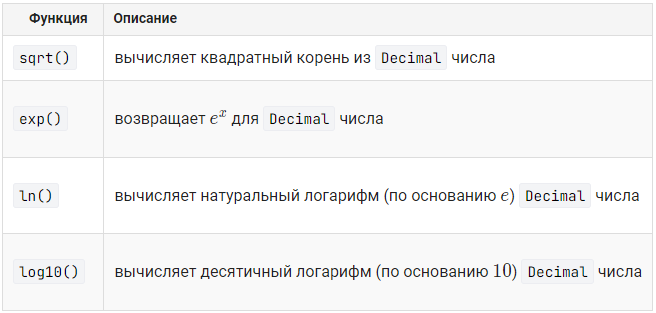 Функция Описание
sqrt() вычисляет квадратный корень из Decimal числа
exp() возвращает e^x для Decimal числа
ln() вычисляет натуральный логарифм (по основанию e) Decimal числа
log10() вычисляет десятичный логарифм (по основанию 10) Decimal числа